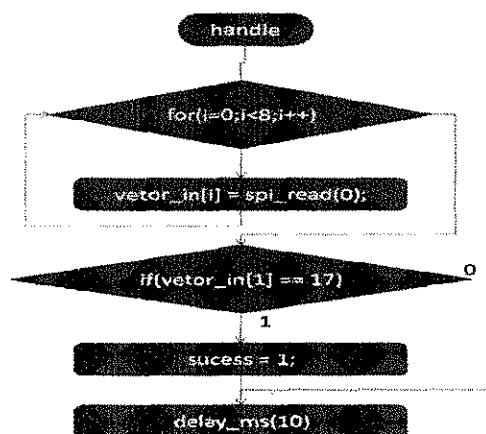 handle
for(i=0;i<8;i++)
vetor_in[i] = spi_read(0);
if(vetor_in[1] == 17)
0
1
sucess = 1;
delay_ms(10)